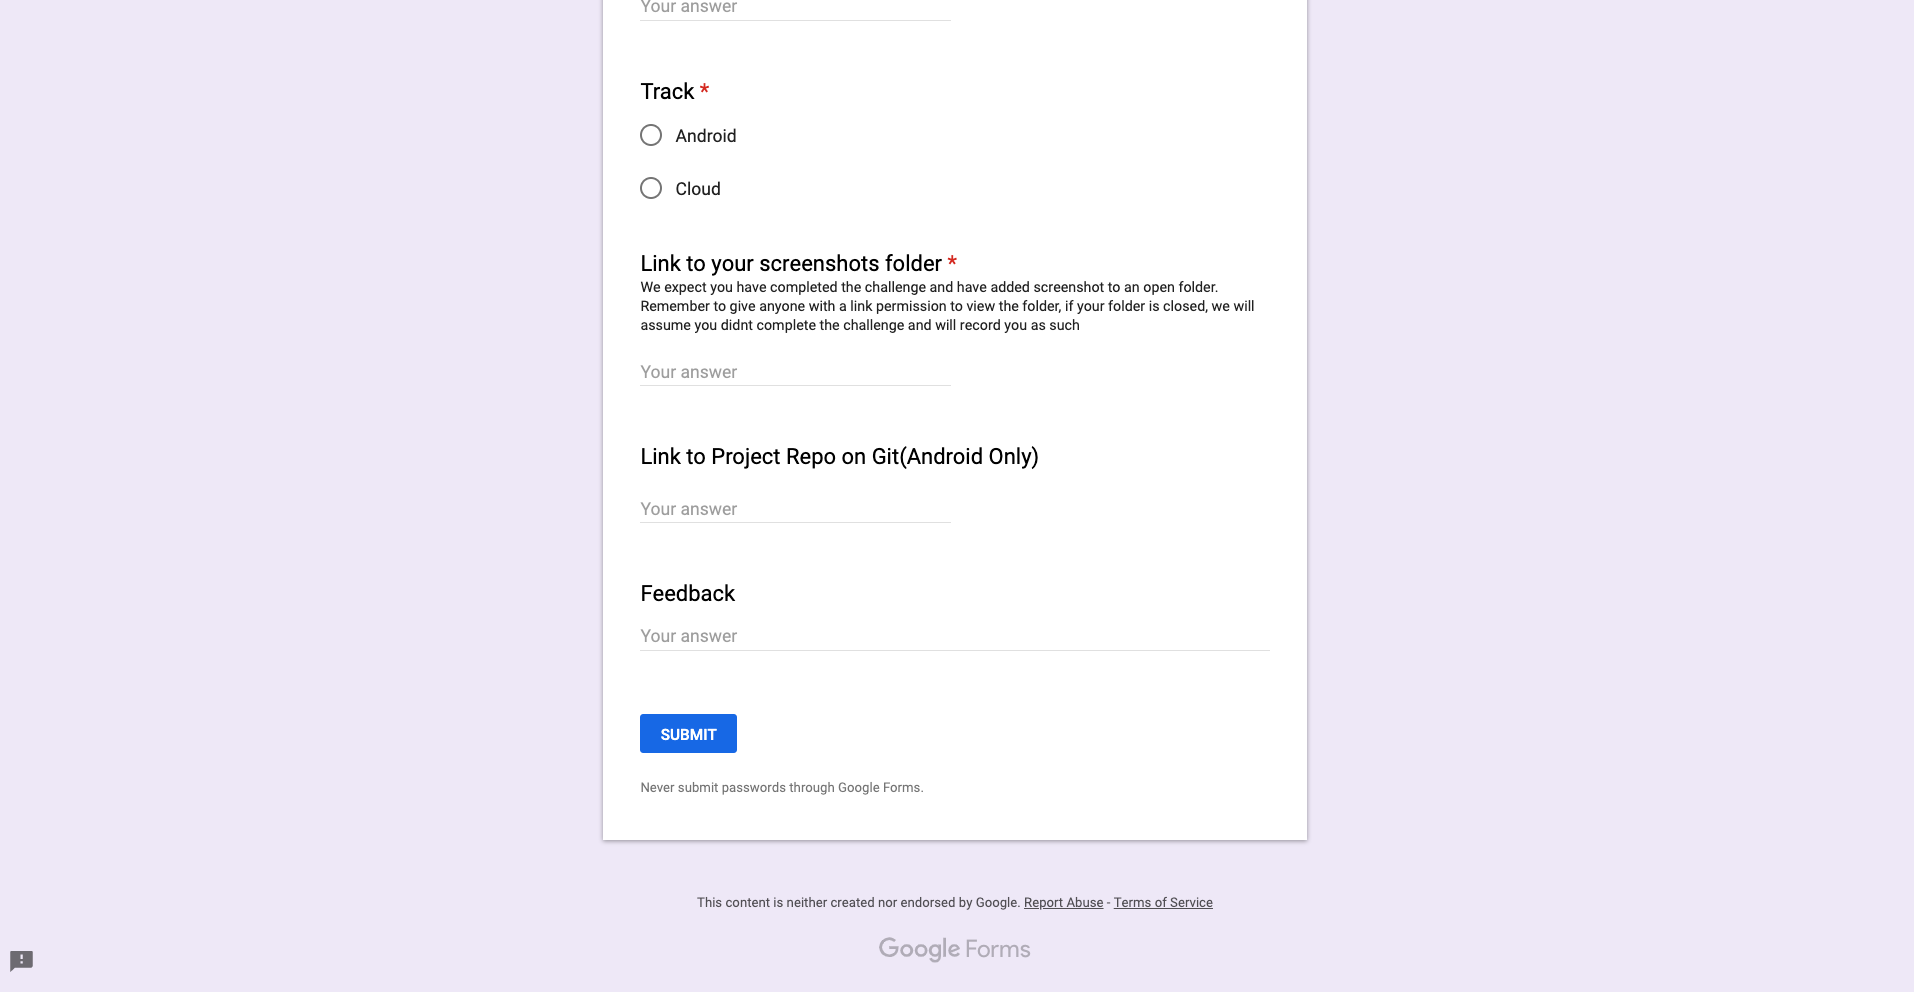 Your answer
Track *
Android
Cloud
Link to your screenshots folder *
We expect you have completed the challenge and have added screenshot to an open folder.
Remember to give anyone with a link permission to view the folder, if your folder is closed, we will
assume you didnt complete the challenge and will record you as such
Your answer
Link to Project Repo on Git(Android Only)
Your answer
Feedback
Your answer
SUBMIT
Never submit passwords through Google Forms.
This content is neither created nor endorsed by Google. Report Abuse - Terms of Service
Google Forms